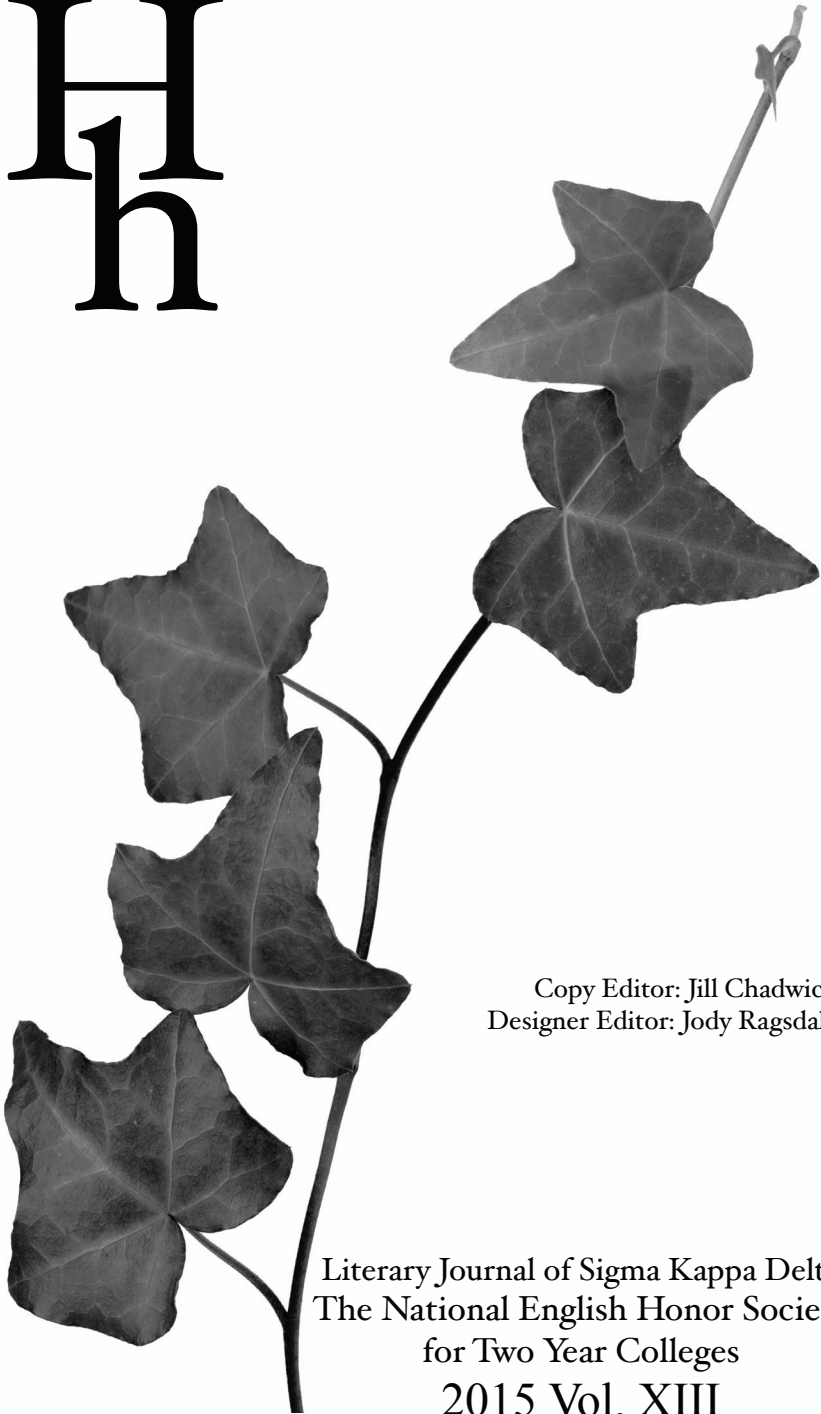 H
h
Copy Editor: Jill Chadwic
Designer Editor: Jody Ragsdal
Literary Journal of Sigma Kappa Delt
The National English Honor Socie
for Two Year Colleges
2015 Vol. XIII